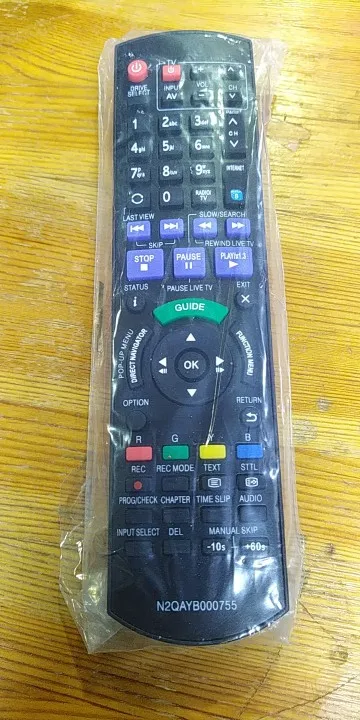 TV
DRIVE SELECT
INPUT AV
VOL
CH
1 2abc 3def
CH
4ghi 5jkl 6mno
7pqrs 8tuv 9wxyz INTERNET
0 RADIO/TV
LAST VIEW SLOW/SEARCH
SKIP REWIND LIVE TV
STOP PAUSE PLAY/x1.3
STATUS PAUSE LIVE TV EXIT
i
GUIDE
POP-UP MENU
DIRECT NAVIGATOR
FUNCTION MENU
OK
OPTION RETURN
R G Y B
REC REC MODE TEXT STTL
PROG/CHECK CHAPTER TIME SLIP AUDIO
INPUT SELECT DEL MANUAL SKIP
-10s +60s
N2QAYB000755